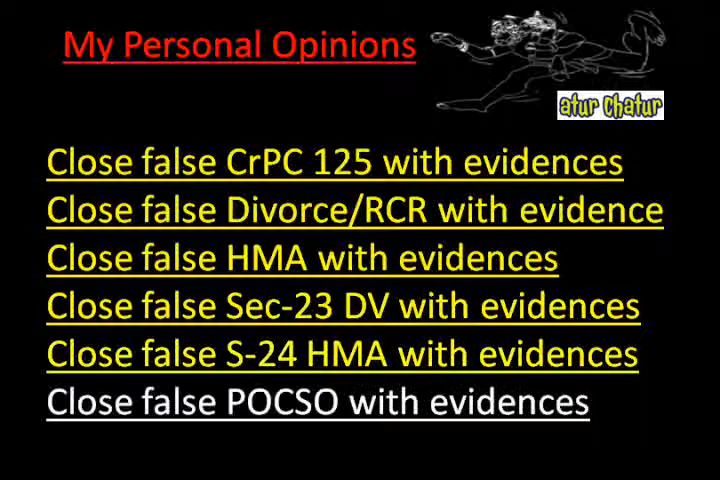 My Personal Opinions
atur chatur
Close false CrPC 125 with evidences
Close false Divorce/RCR with evidence
Close false HMA with evidences
Close false Sec-23 DV with evidences
Close false S-24 HMA with evidences
Close false POCSO with evidences